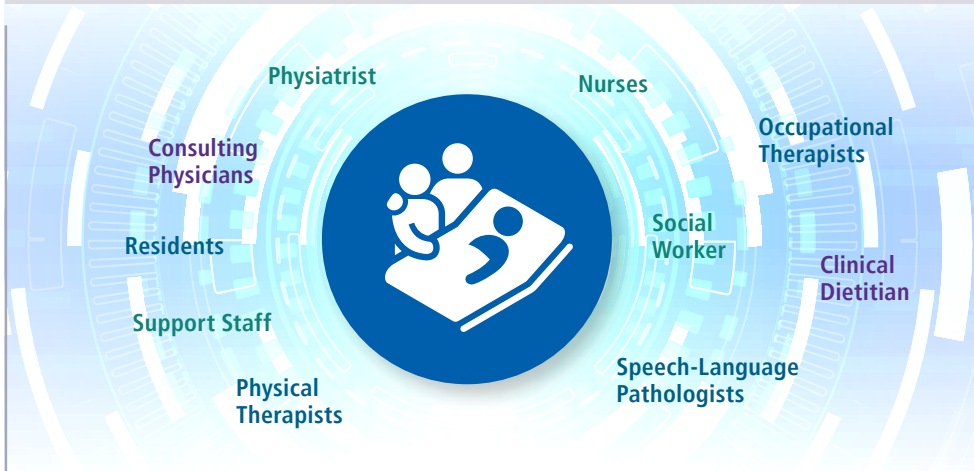 Physiatrist
Nurses
Occupational
Therapists
Consulting
Physicians
Social
Worker
Residents
Clinical
Dietitian
Support Staff
Speech-Language
Pathologists
Physical
Therapists